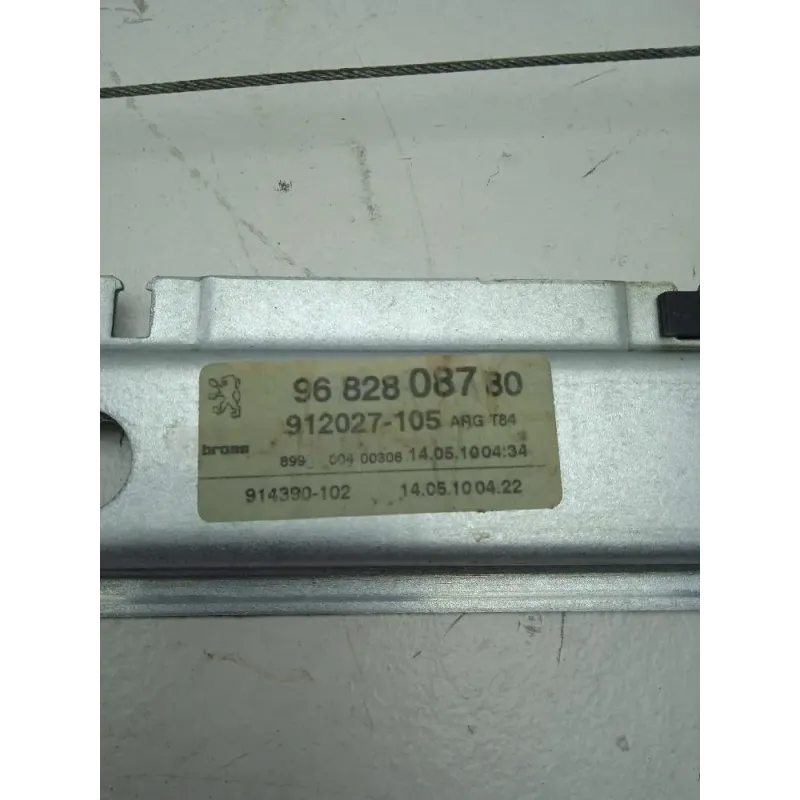 96 828 087 80
912027-105 ARG T84
brose
899 004 00306 14.05.10 04:34
914390-102 14.05.10 04.22